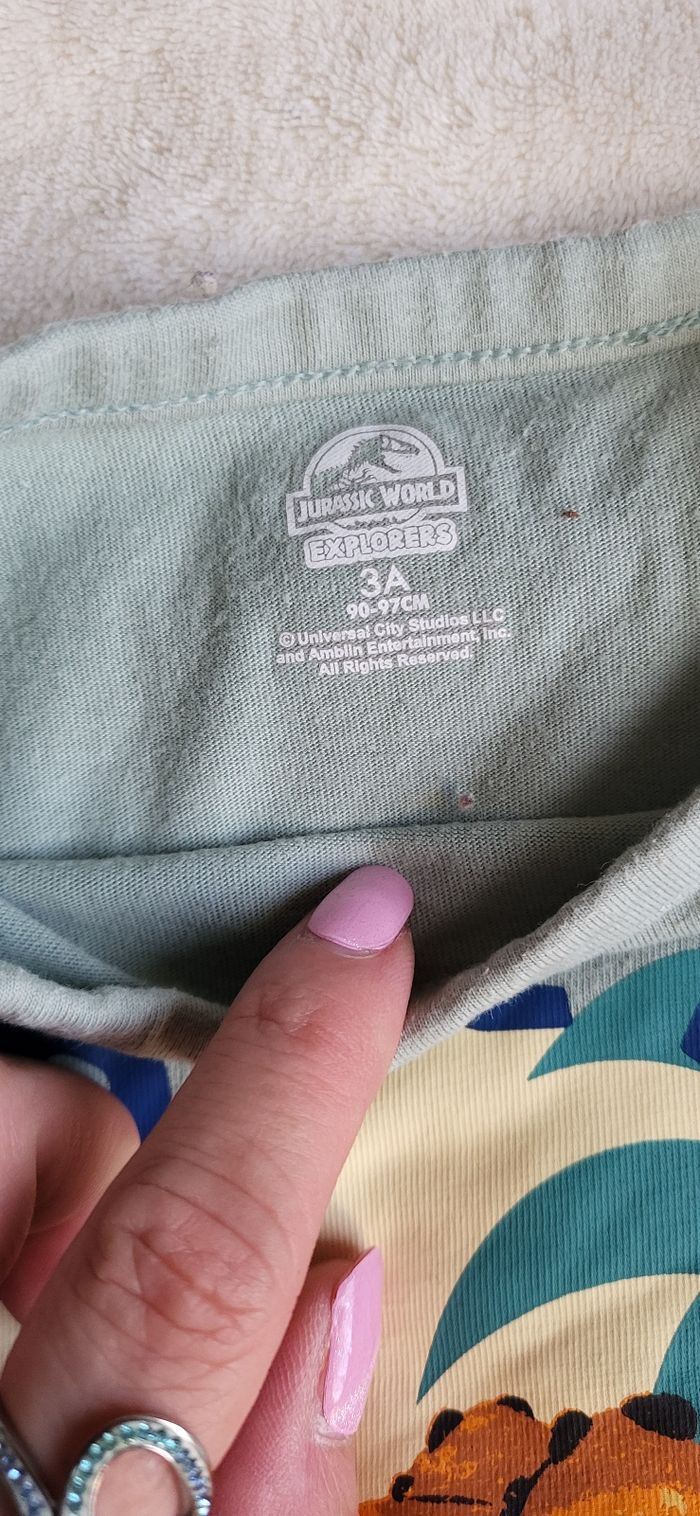 JURASSIC WORLD
EXPLORERS
3A
90-97CM
© Universal City Studios LLC
and Amblin Entertainment, Inc.
All Rights Reserved.